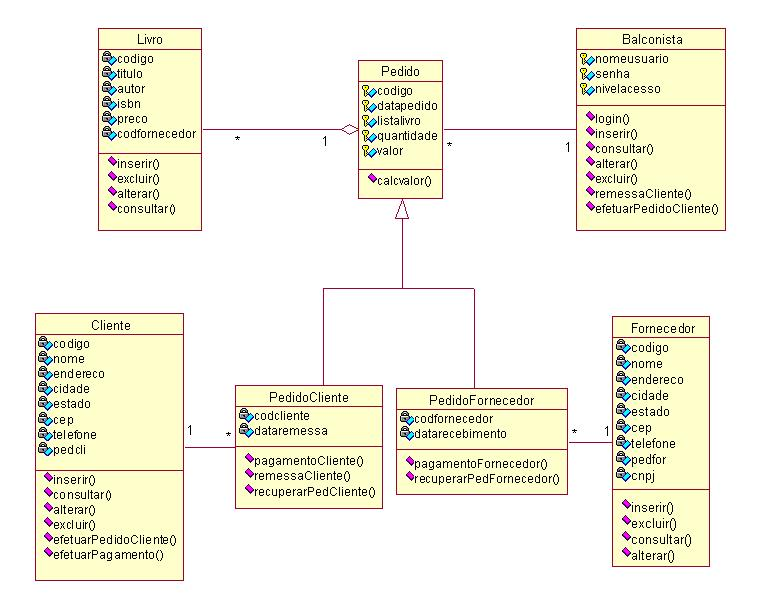 Livro
codigo
titulo
autor
isbn
preco
codfornecedor
inserir()
excluir()
alterar()
consultar()
*
1
Pedido
codigo
datapedido
listalivro
quantidade
valor
calcvalor()
*
1
Balconista
nomeusuario
senha
nivelacesso
login()
inserir()
consultar()
alterar()
excluir()
remessaCliente()
efetuarPedidoCliente()
Cliente
codigo
nome
endereco
cidade
estado
cep
telefone
pedcli
inserir()
consultar()
alterar()
excluir()
efetuarPedidoCliente()
efetuarPagamento()
1
*
PedidoCliente
codcliente
dataremessa
pagamentoCliente()
remessaCliente()
recuperarPedCliente()
PedidoFornecedor
codfornecedor
datarecebimento
pagamentoFornecedor()
recuperarPedFornecedor()
*
1
Fornecedor
codigo
nome
endereco
cidade
estado
cep
telefone
pedfor
cnpj
inserir()
excluir()
consultar()
alterar()